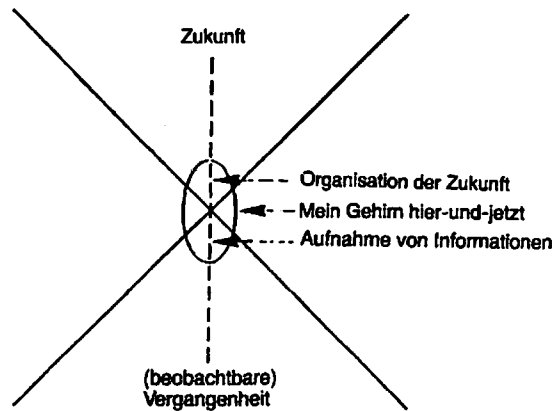 Zukunft
Organisation der Zukunft
Mein Gehirn hier-und-jetzt
Aufnahme von Informationen
(beobachtbare)
Vergangenheit